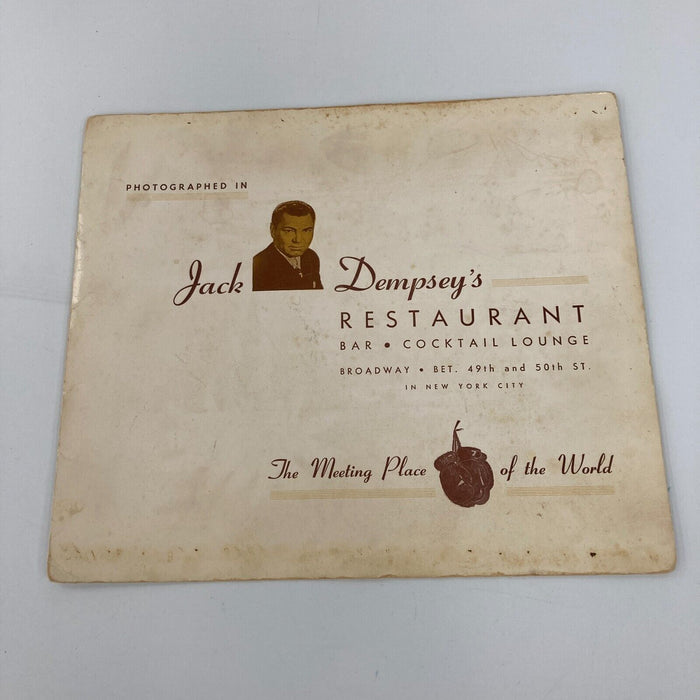 PHOTOGRAPHED IN
Jack Dempsey's
RESTAURANT
BAR • COCKTAIL LOUNGE
BROADWAY • BET. 49th and 50th ST.
IN NEW YORK CITY
The Meeting Place of the World